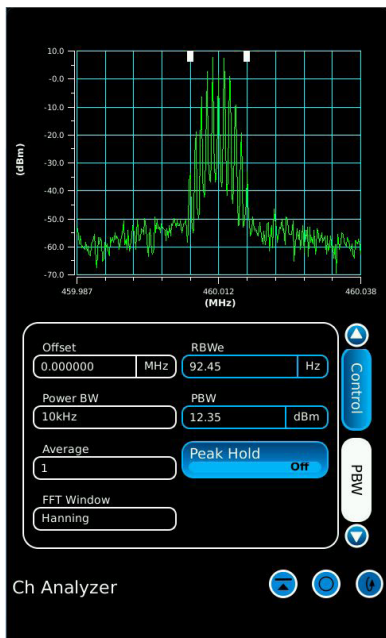 10.0
-0.0
-10.0
-20.0
-30.0
-40.0
-50.0
-60.0
-70.0
(dBm)
459.987 460.012 460.038
(MHz)
Offset RBWe
0.000000 MHz 92.45 Hz
Power BW PBW
10kHz 12.35 dBm
Average
1
Peak Hold
Off
FFT Window
Hanning
Control
PBW
Ch Analyzer